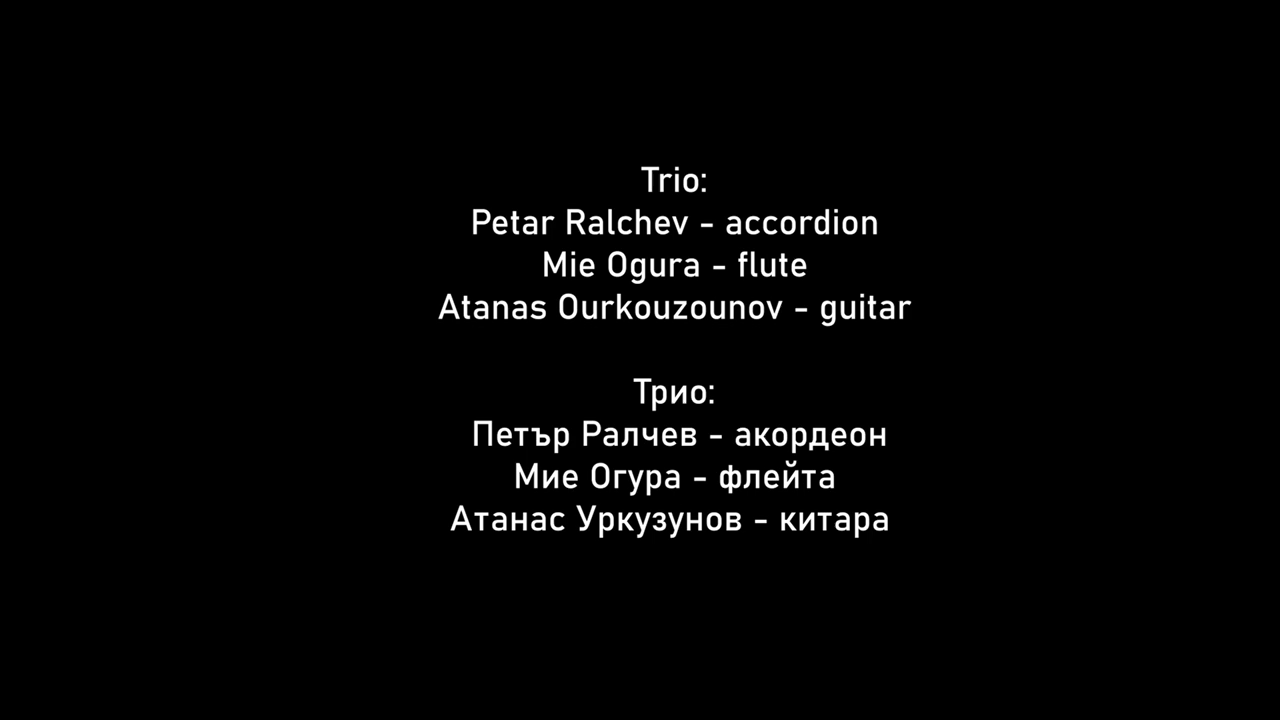 Trio:
Petar Ralchev - accordion
Mie Ogura - flute
Atanas Ourkouzounov - guitar
Трио:
Петър Ралчев - акордеон
Мие Огура - флейта
Атанас Уркузунов - китара